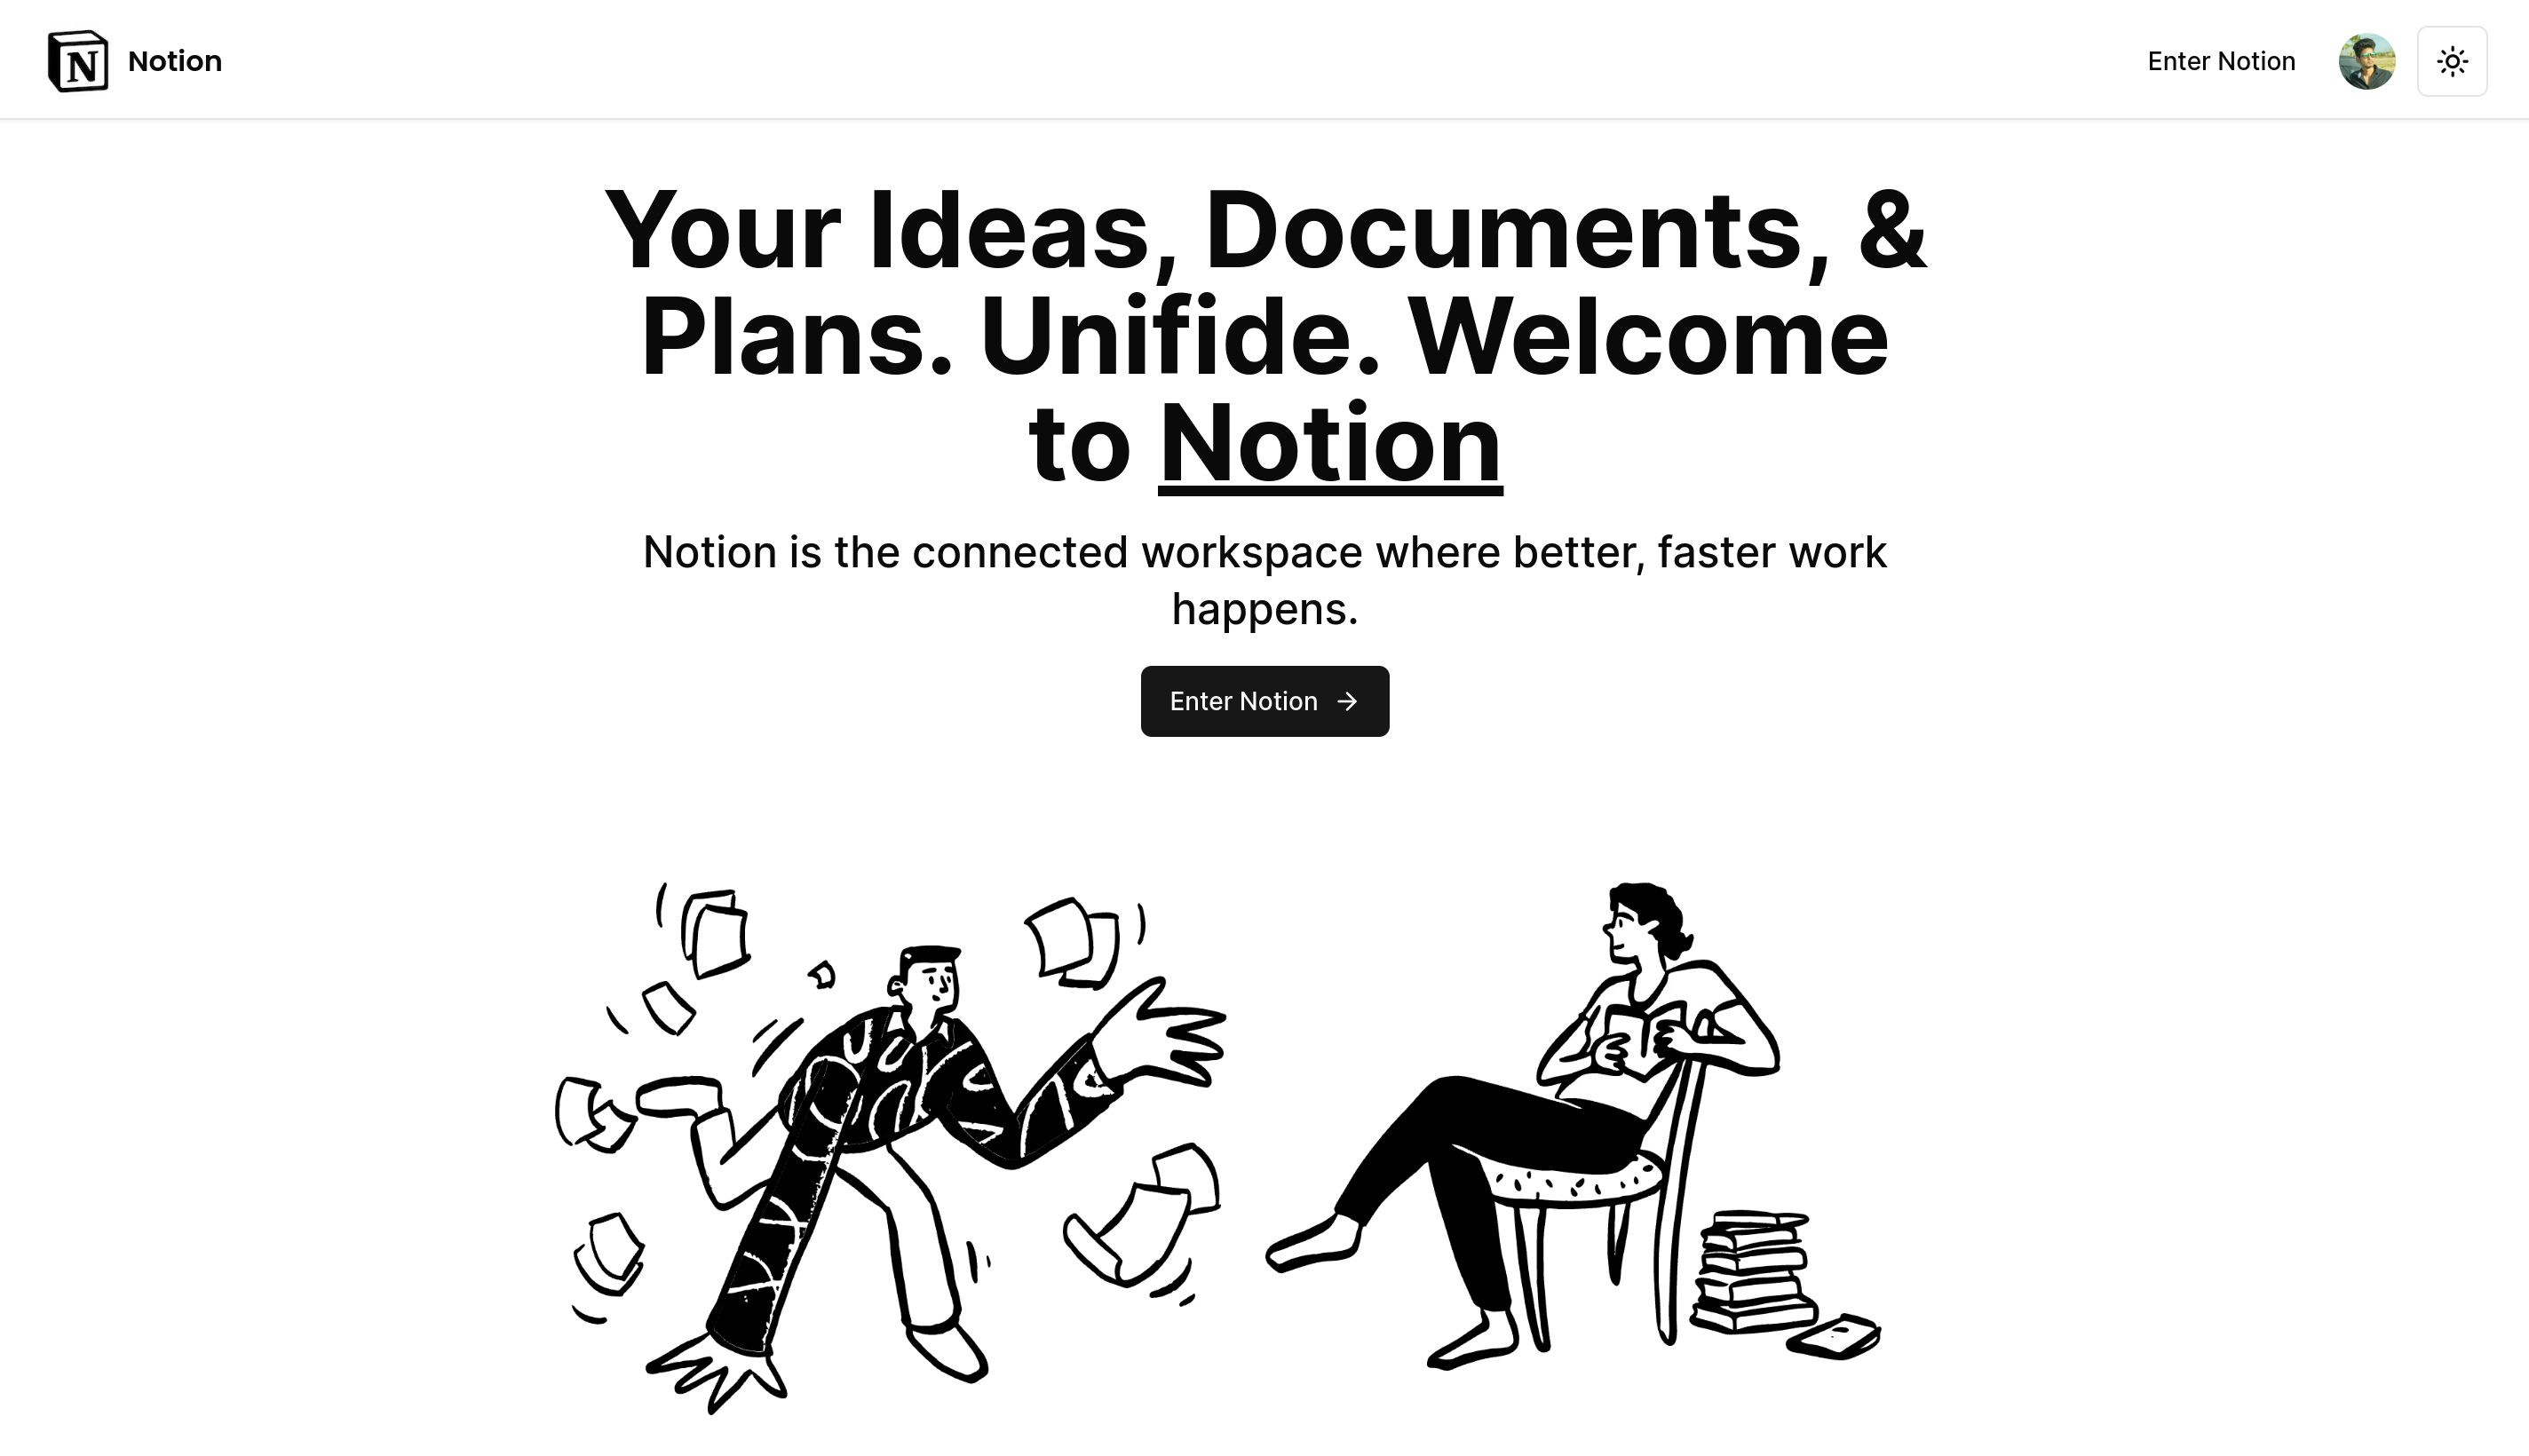 N Notion
Enter Notion
Your Ideas, Documents, &
Plans. Unifide. Welcome
to Notion
Notion is the connected workspace where better, faster work
happens.
Enter Notion